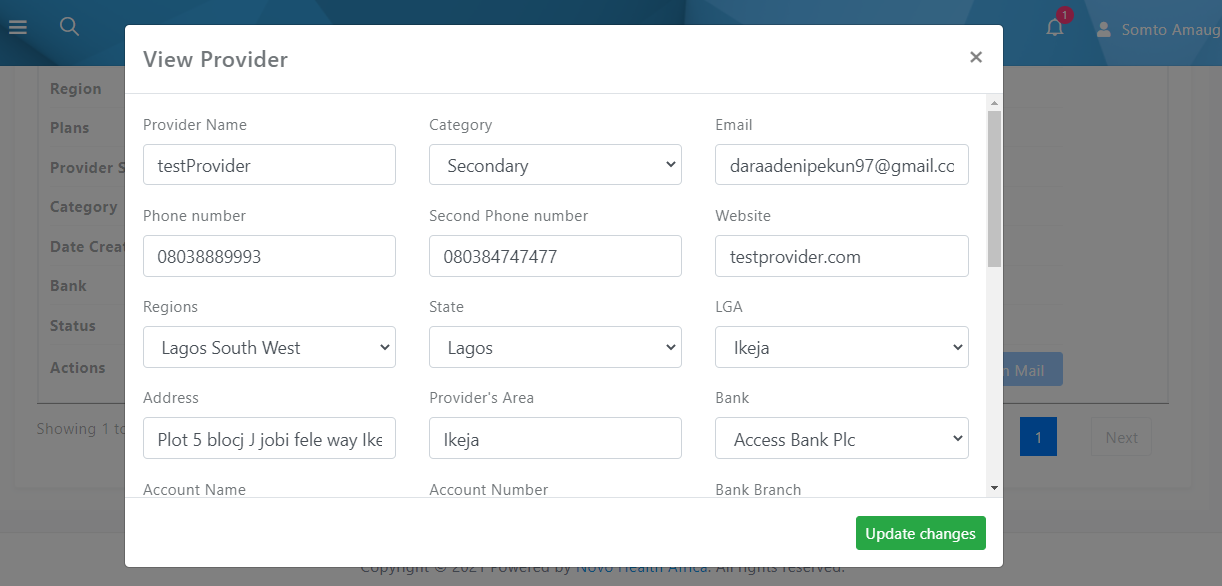 1
Somto Amaug
View Provider
×
Region
Plans
Provider S
Category
Date Creat
Bank
Status
Actions
Provider Name
Category
Email
testProvider
Secondary
daraadenipekun97@gmail.cc
Phone number
Second Phone number
Website
08038889993
080384747477
testprovider.com
Regions
State
LGA
Lagos South West
Lagos
Ikeja
Address
Provider's Area
Bank
Plot 5 blocj J jobi fele way Ike
Ikeja
Access Bank Plc
Account Name
Account Number
Bank Branch
Mail
Showing 1 to
1
Next
Update changes
Copyright © 2021 Powered by Novo Health Africa. All rights reserved.